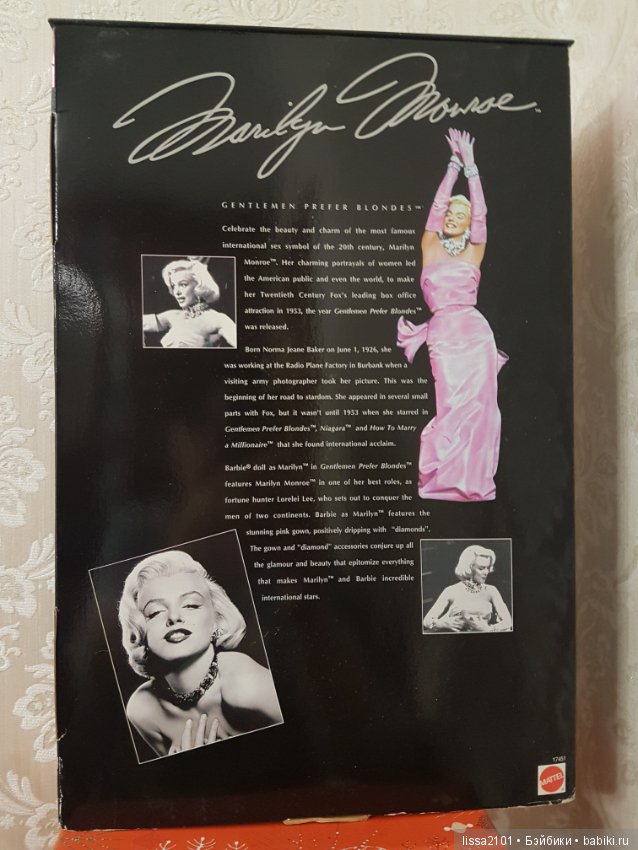 Marilyn Monroe™
GENTLEMEN PREFER BLONDES™
Celebrate the beauty and charm of the most famous
international sex symbol of the 20th century, Marilyn
Monroe™. Her charming portrayals of women led
the American public and even the world, to make
her Twentieth Century Fox's leading box office
attraction in 1953, the year Gentlemen Prefer Blondes™
was released.
Born Norma Jeane Baker on June 1, 1926, she
was working at the Radio Plane Factory in Burbank when a
visiting army photographer took her picture. This was the
beginning of her road to stardom. She appeared in several small
parts with Fox, but it wasn't until 1953 when she starred in
Gentlemen Prefer Blondes™, Niagara™ and How To Marry
a Millionaire™ that she found international acclaim.
Barbie® doll as Marilyn™ in Gentlemen Prefer Blondes™
features Marilyn Monroe™ in one of her best roles, as
fortune hunter Lorelei Lee, who sets out to conquer the
men of two continents. Barbie as Marilyn™ features the
stunning pink gown, positively dripping with "diamonds".
The gown and "diamond" accessories conjure up all
the glamour and beauty that epitomize everything
that makes Marilyn™ and Barbie incredible
international stars.
17451
MATTEL
lissa2101 • Бэйбики • babiki.ru